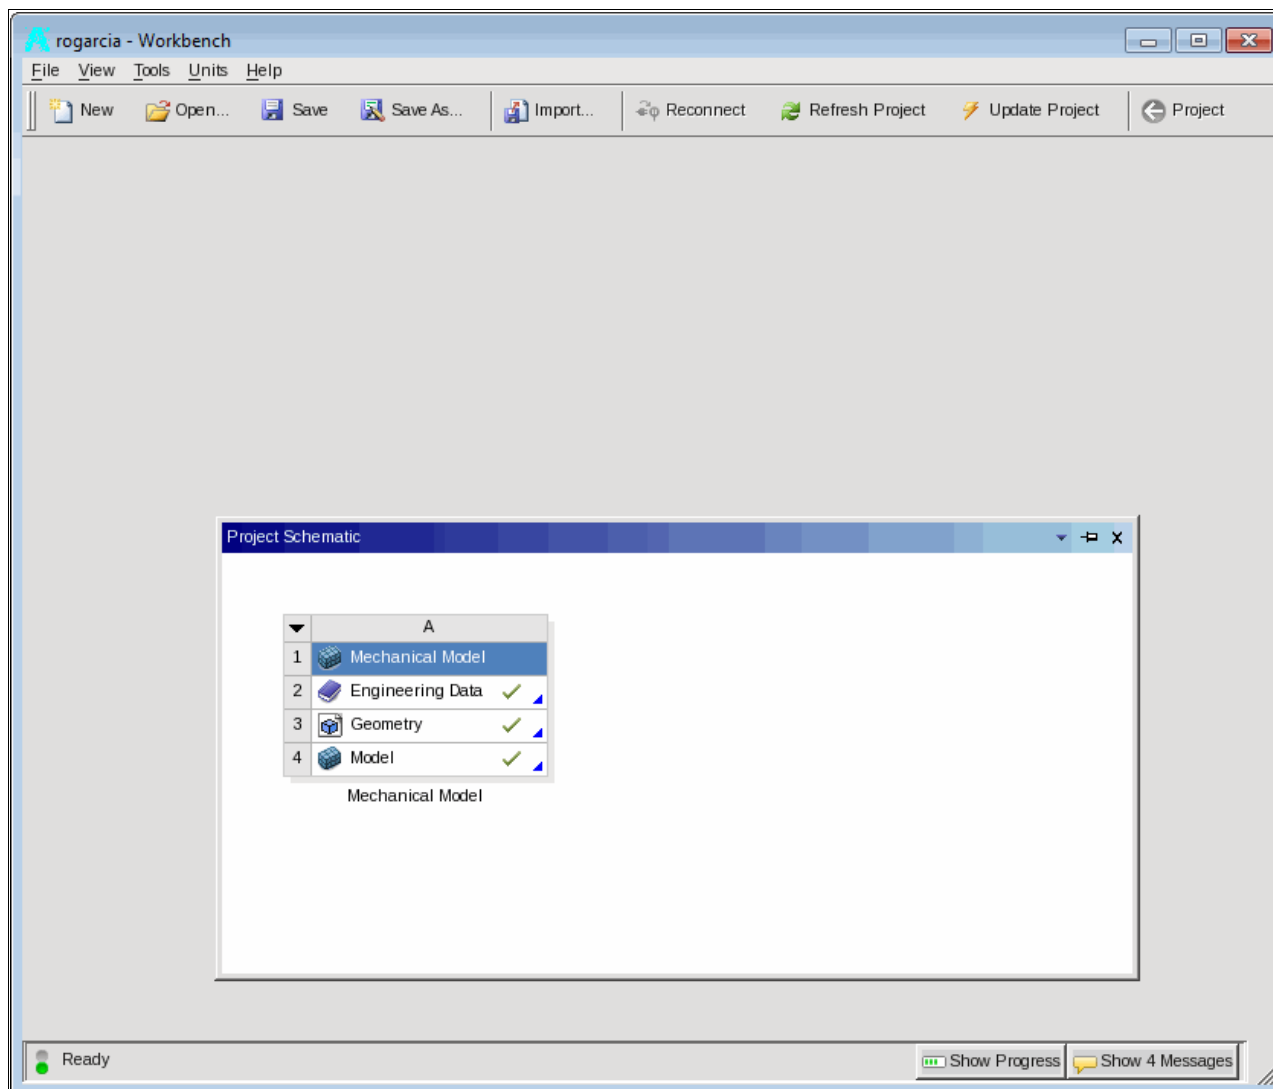 rogarcia - Workbench
File View Tools Units Help
New Open... Save Save As... Import... Reconnect Refresh Project Update Project Project
Project Schematic
A
1 Mechanical Model
2 Engineering Data
3 Geometry
4 Model
Mechanical Model
Ready Show Progress Show 4 Messages